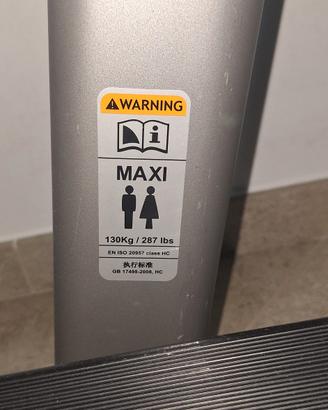 WARNING
MAXI
130Kg / 287 lbs
EN ISO 20957 class HC
执行标准
GB 17498-2008, HC